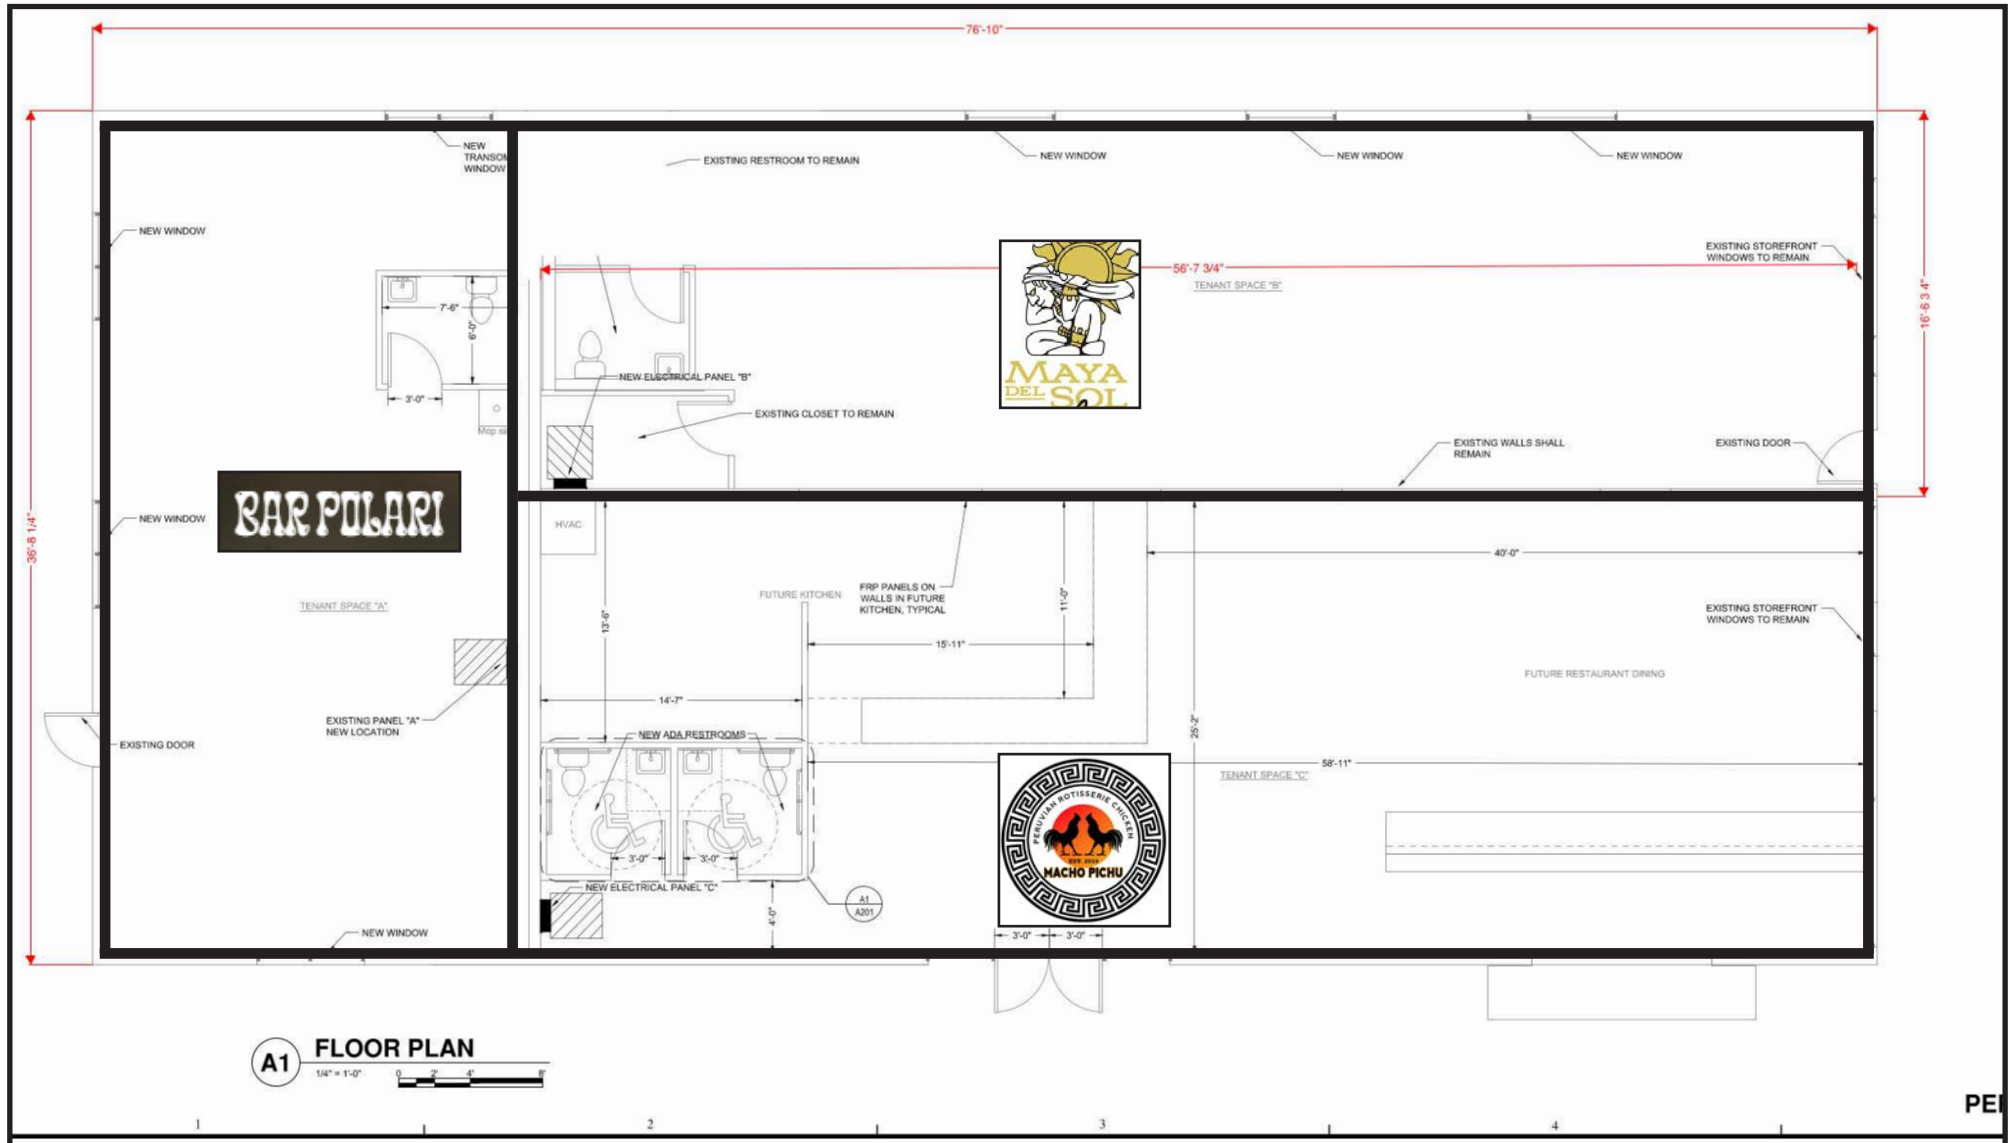 76'-10"
NEW
TRANSOM
WINDOW
EXISTING RESTROOM TO REMAIN
NEW WINDOW
NEW WINDOW
NEW WINDOW
NEW WINDOW
EXISTING STOREFRONT
WINDOWS TO REMAIN
56'-7 3/4"
TENANT SPACE "B"
7'-6"
6'-0"
16'-6 3 4"
MAYA
DEL SOL
NEW ELECTRICAL PANEL "B"
3'-0"
EXISTING CLOSET TO REMAIN
Mop
EXISTING WALLS SHALL
REMAIN
EXISTING DOOR
BAR POLARI
NEW WINDOW
36'-8 1/4"
HVAC
40'-0"
FUTURE KITCHEN
FRP PANELS ON
WALLS IN FUTURE
KITCHEN, TYPICAL
11'-0"
13'-6"
TENANT SPACE "A"
EXISTING STOREFRONT
WINDOWS TO REMAIN
15'-11"
FUTURE RESTAURANT DINING
14'-7"
EXISTING PANEL "A"
NEW LOCATION
25'-2"
NEW ADA RESTROOMS
EXISTING DOOR
58'-11"
TENANT SPACE "C"
PERUVIAN ROTISSERIE CHICKEN
EST. 2023
MACHO PICHU
3'-0"
3'-0"
NEW ELECTRICAL PANEL "C"
A1
A201
4'-0"
NEW WINDOW
3'-0"
3'-0"
A1
FLOOR PLAN
1/4" = 1'-0"
0 2' 4' 8'
1 2 3 4